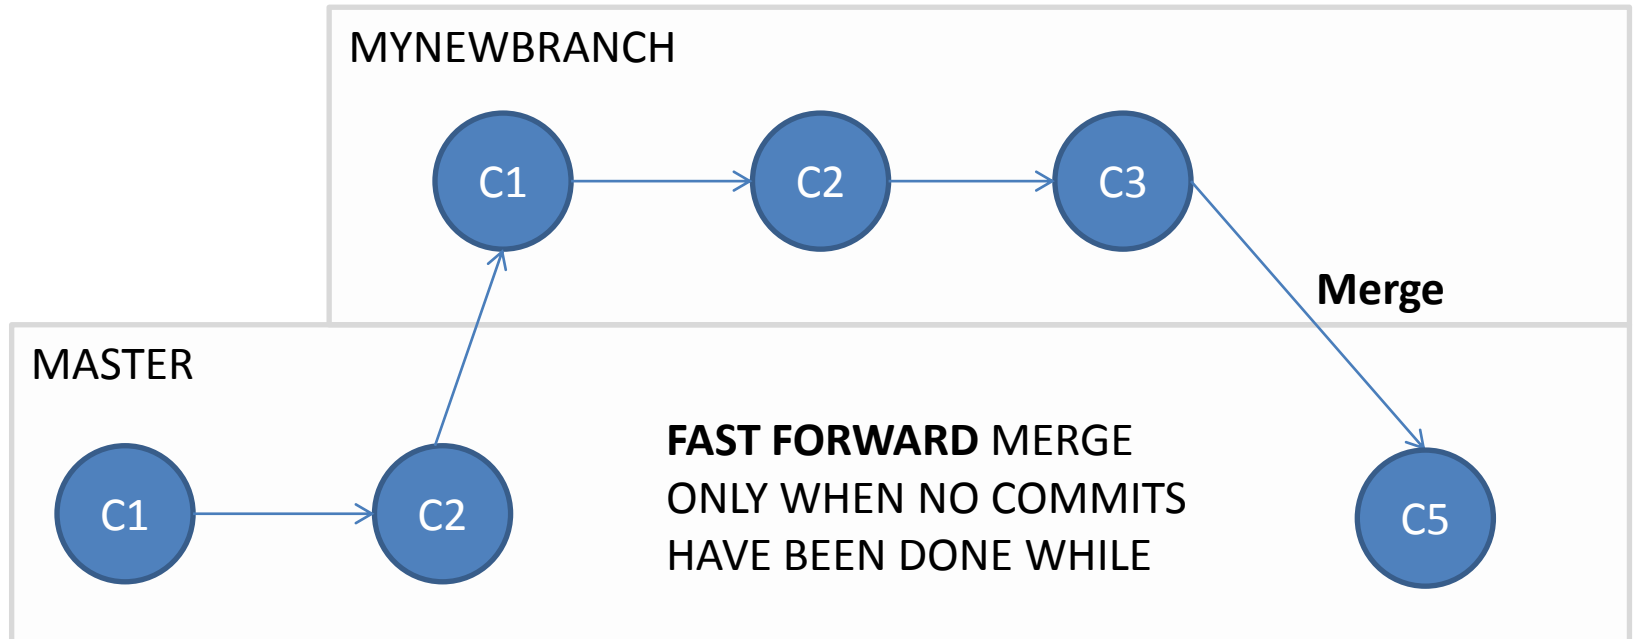 MYNEWBRANCH
C1
C2
C3
Merge
MASTER
FAST FORWARD MERGE
ONLY WHEN NO COMMITS
HAVE BEEN DONE WHILE
C1
C2
C5